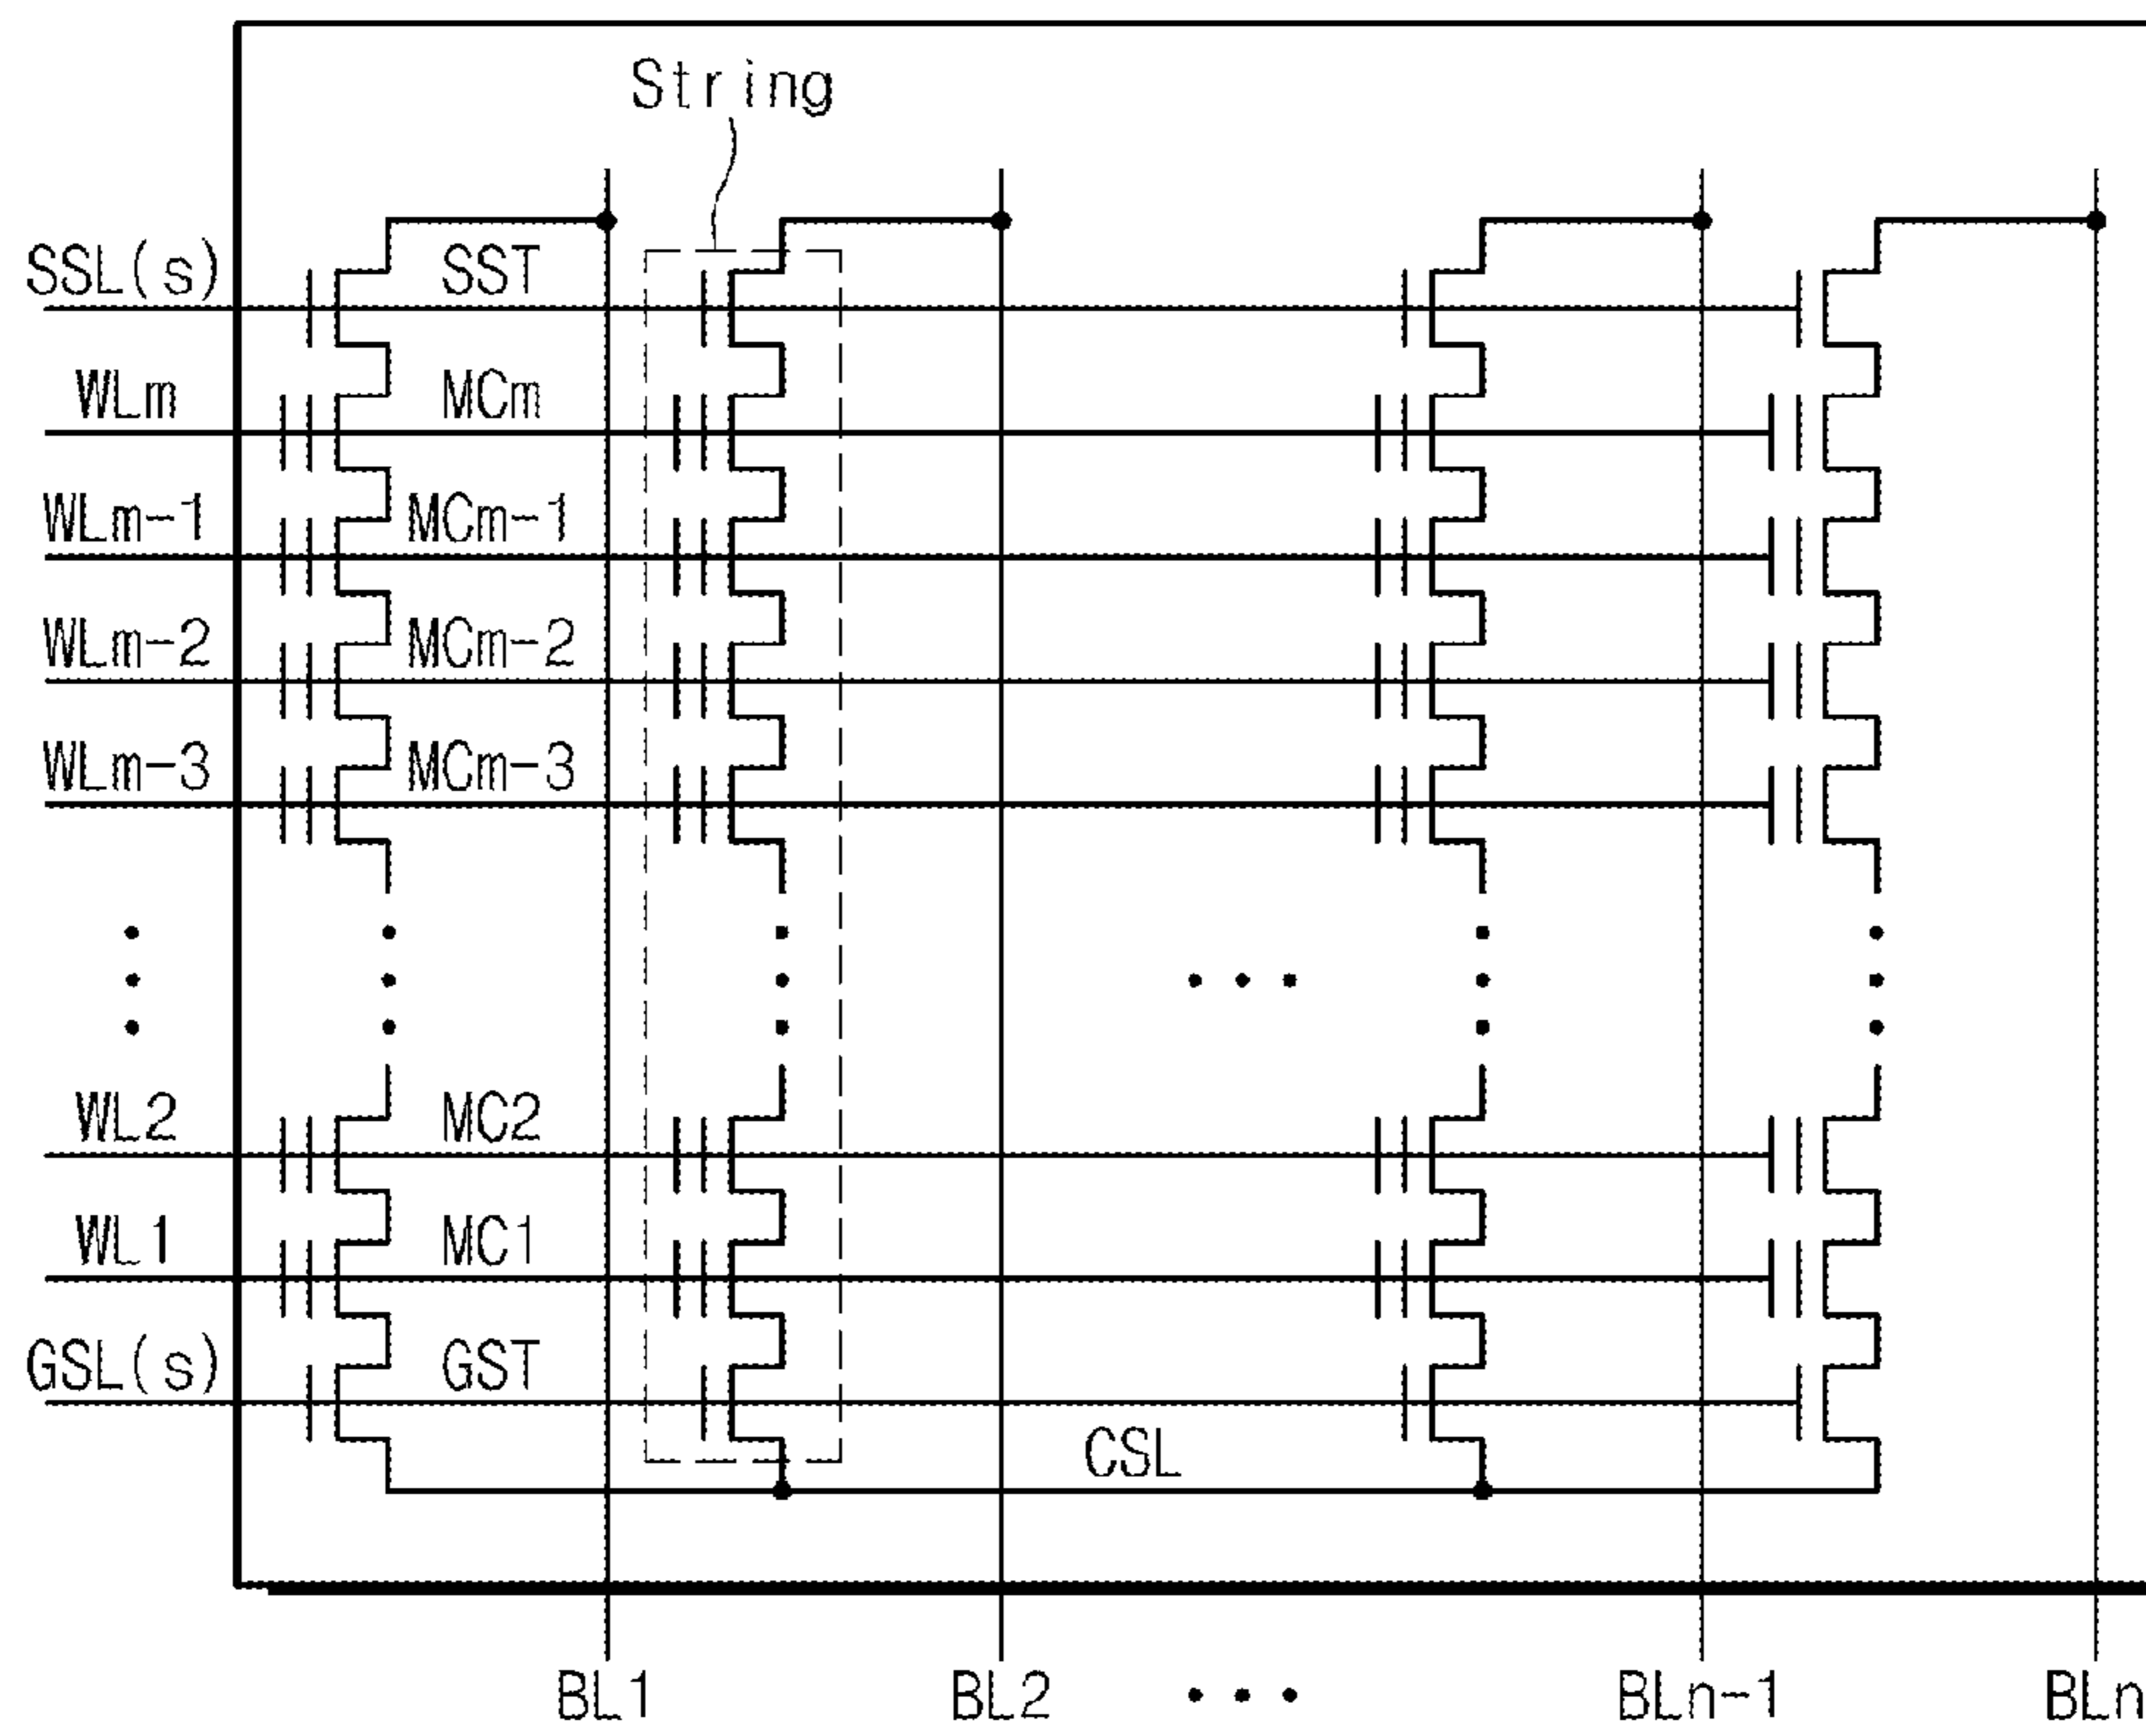 String
SSL(s) SST
WLm MCm
WLm-1 MCm-1
WLm-2 MCm-2
WLm-3 MCm-3
WL2 MC2
WL1 MC1
GSL(s) GST
CSL
BL1 BL2 ••• BLn-1 BLn